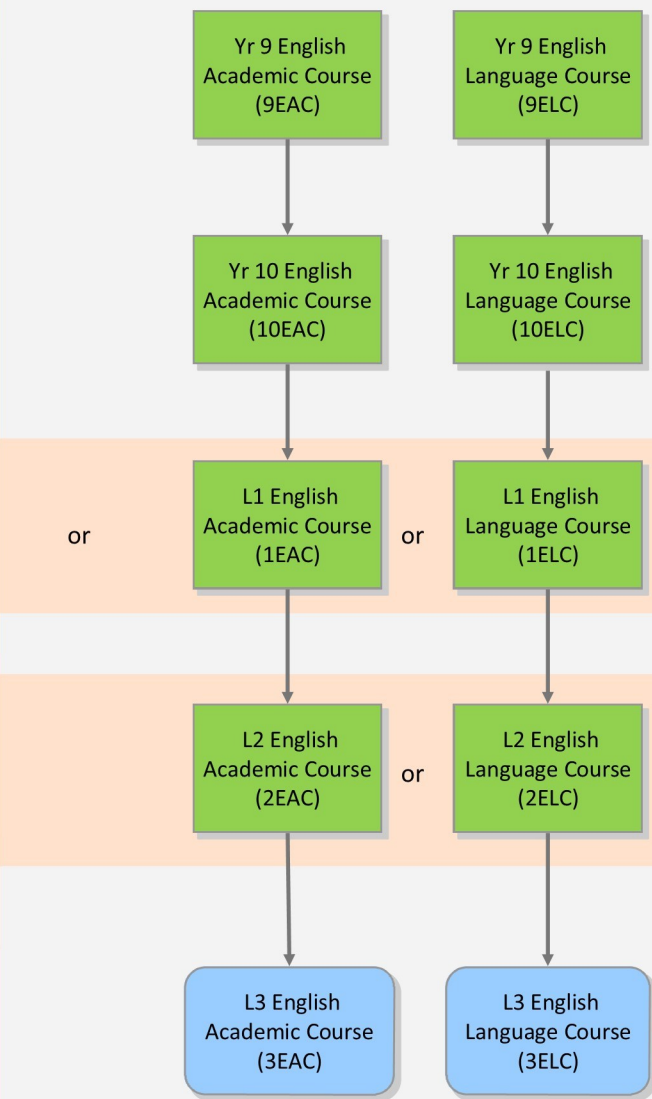 Yr 9 English
Academic Course
(9EAC)
Yr 9 English
Language Course
(9ELC)
Yr 10 English
Academic Course
(10EAC)
Yr 10 English
Language Course
(10ELC)
or
L1 English
Academic Course
(1EAC)
or
L1 English
Language Course
(1ELC)
L2 English
Academic Course
(2EAC)
or
L2 English
Language Course
(2ELC)
L3 English
Academic Course
(3EAC)
L3 English
Language Course
(3ELC)